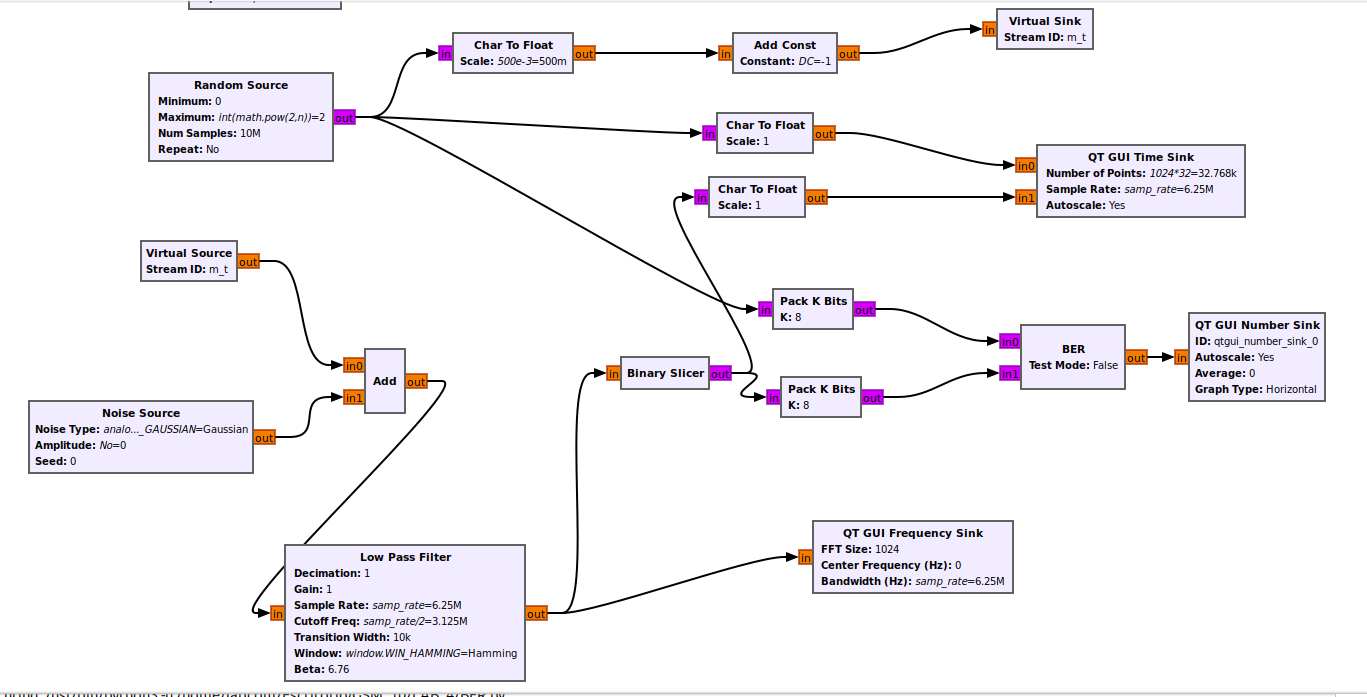 Char To Float
Scale: 500e-3=500m
in
out
Add Const
Constant: DC=-1
in
out
Virtual Sink
Stream ID: m_t
in
Random Source
Minimum: 0
Maximum: int(math.pow(2,n))=2
Num Samples: 10M
Repeat: No
out
Char To Float
Scale: 1
in
out
QT GUI Time Sink
Number of Points: 1024*32=32.768k
Sample Rate: samp_rate=6.25M
Autoscale: Yes
in0
in1
Char To Float
Scale: 1
in
out
Virtual Source
Stream ID: m_t
out
Pack K Bits
K: 8
in
out
BER
Test Mode: False
in0
in1
out
QT GUI Number Sink
ID: qtgui_number_sink_0
Autoscale: Yes
Average: 0
Graph Type: Horizontal
in
Add
in0
in1
out
Binary Slicer
in
out
Pack K Bits
K: 8
in
out
Noise Source
Noise Type: analo..._GAUSSIAN=Gaussian
Amplitude: No=0
Seed: 0
out
Low Pass Filter
Decimation: 1
Gain: 1
Sample Rate: samp_rate=6.25M
Cutoff Freq: samp_rate/2=3.125M
Transition Width: 10k
Window: window.WIN_HAMMING=Hamming
Beta: 6.76
in
out
QT GUI Frequency Sink
FFT Size: 1024
Center Frequency (Hz): 0
Bandwidth (Hz): samp_rate=6.25M
in